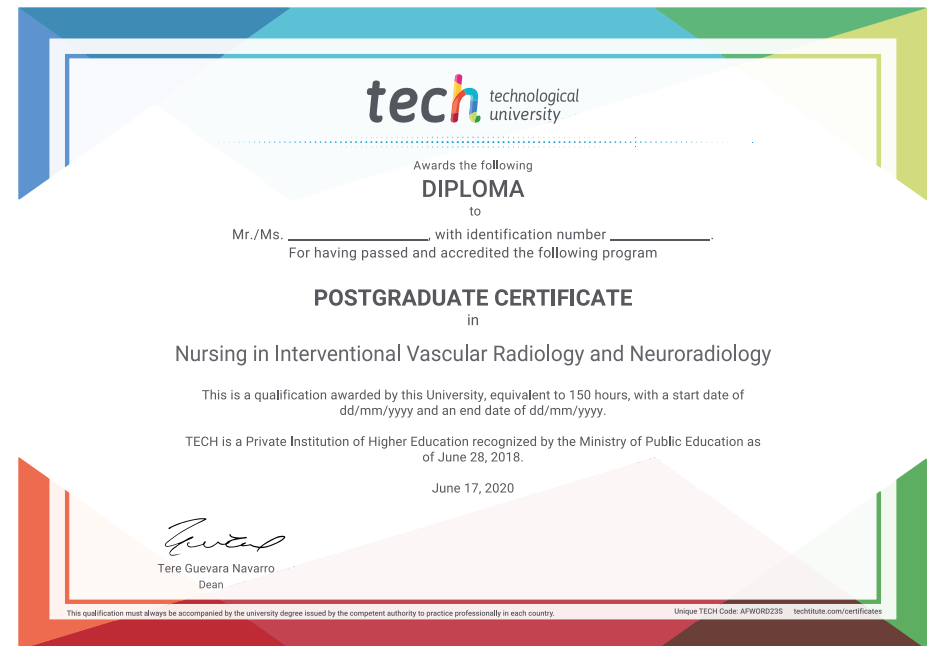 tech technological
university
Awards the following
DIPLOMA
to
Mr./Ms. ____________________, with identification number ______________.
For having passed and accredited the following program
POSTGRADUATE CERTIFICATE
in
Nursing in Interventional Vascular Radiology and Neuroradiology
This is a qualification awarded by this University, equivalent to 150 hours, with a start date of
dd/mm/yyyy and an end date of dd/mm/yyyy.
TECH is a Private Institution of Higher Education recognized by the Ministry of Public Education as
of June 28, 2018.
June 17, 2020
Tere Guevara Navarro
Dean
This qualification must always be accompanied by the university degree issued by the competent authority to practice professionally in each country.
Unique TECH Code: AFWORD23S techtitute.com/certificates